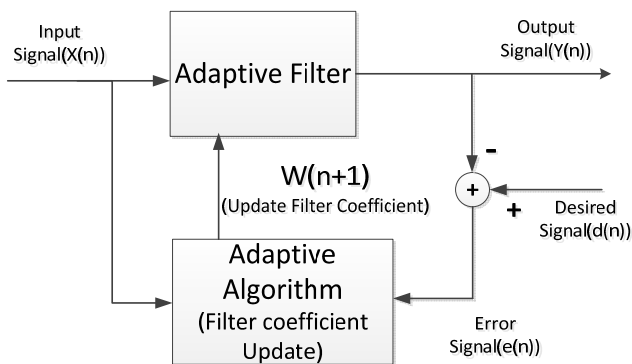 Input
Signal(X(n))
Adaptive Filter
Output
Signal(Y(n))
-
W(n+1)
(Update Filter Coefficient)
+
+
Desired
Signal(d(n))
Adaptive
Algorithm
(Filter coefficient
Update)
Error
Signal(e(n))